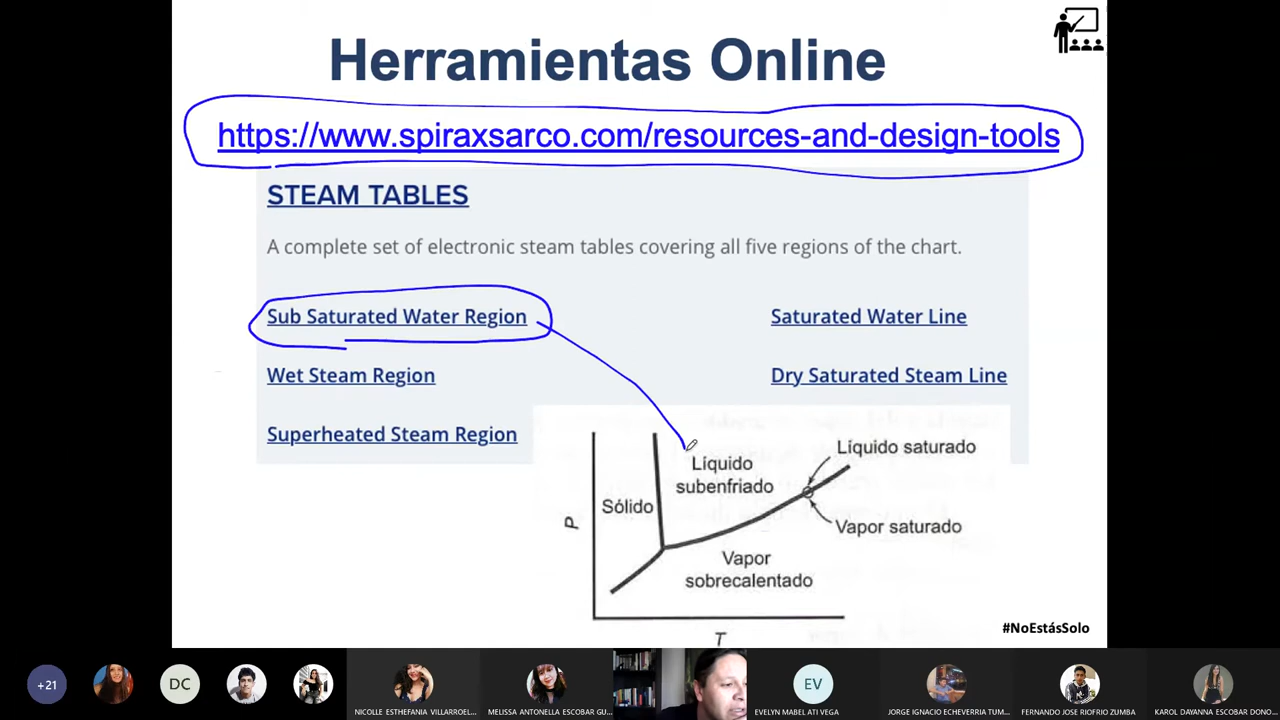 Herramientas Online
https://www.spiraxsarco.com/resources-and-design-tools
STEAM TABLES
A complete set of electronic steam tables covering all five regions of the chart.
Sub Saturated Water Region
Saturated Water Line
Wet Steam Region
Dry Saturated Steam Line
Superheated Steam Region
Líquido saturado
Líquido
subenfriado
Sólido
P
Vapor saturado
Vapor
sobrecalentado
T
#NoEstásSolo
+21
DC
EV
NICOLLE ESTHEFANIA VILLARROEL...
MELISSA ANTONELLA ESCOBAR GU...
EVELYN MABEL ATI VEGA
JORGE IGNACIO ECHEVERRIA TUM...
FERNANDO JOSE RIOFRIO ZUMBA
KAROL DAYANNA ESCOBAR DONO...